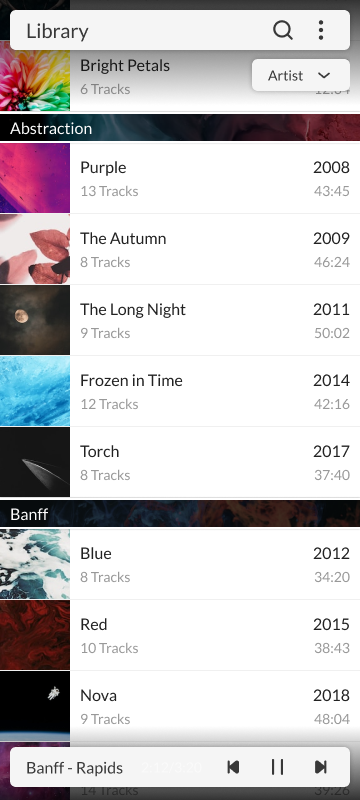 Library
Bright Petals
6 Tracks
Artist
Abstraction
Purple 2008
13 Tracks 43:45
The Autumn 2009
8 Tracks 46:24
The Long Night 2011
9 Tracks 50:02
Frozen in Time 2014
12 Tracks 42:16
Torch 2017
8 Tracks 37:40
Banff
Blue 2012
8 Tracks 34:20
Red 2015
10 Tracks 38:43
Nova 2018
9 Tracks 48:04
Banff - Rapids
14 Tracks 39:28